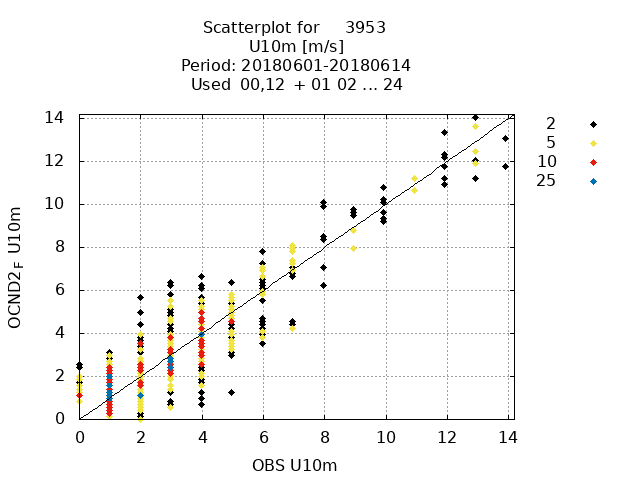 Scatterplot for 3953
U10m [m/s]
Period: 20180601-20180614
Used 00,12 + 01 02 ... 24
14
12
10
8
6
4
2
0
0 2 4 6 8 10 12 14
OCND2 F U10m
OBS U10m
2
5
10
25